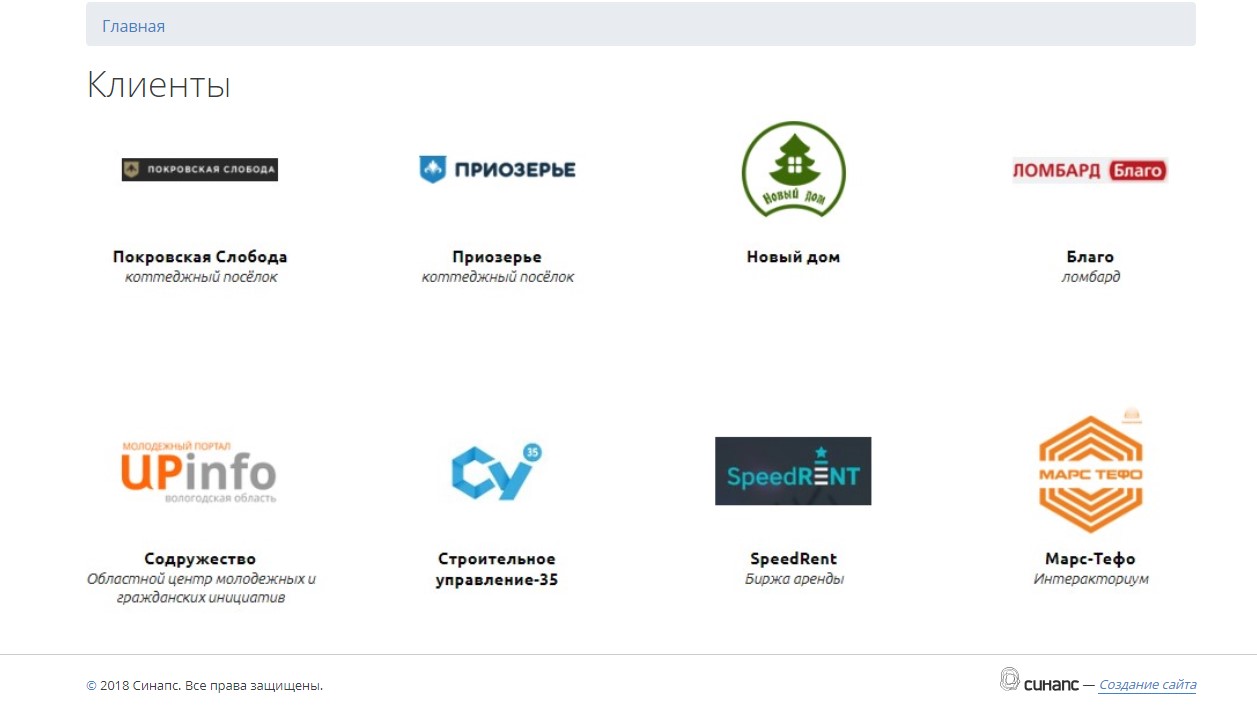 Главная
Клиенты
ПОКРОВСКАЯ СЛОБОДА
ПРИОЗЕРЬЕ
Новый дом
ЛОМБАРД Благо
Покровская Слобода
коттеджный посёлок
Приозерье
коттеджный посёлок
Новый дом
Благо
ломбард
МОЛОДЕЖНЫЙ ПОРТАЛ
UPinfo
вологодская область
Су 35
SpeedRENT
МАРС ТЕФО
Содружество
Областной центр молодежных и
гражданских инициатив
Строительное
управление-35
SpeedRent
Биржа аренды
Марс-Тефо
Интеракториум
© 2018 Синапс. Все права защищены.
синапс — Создание сайта